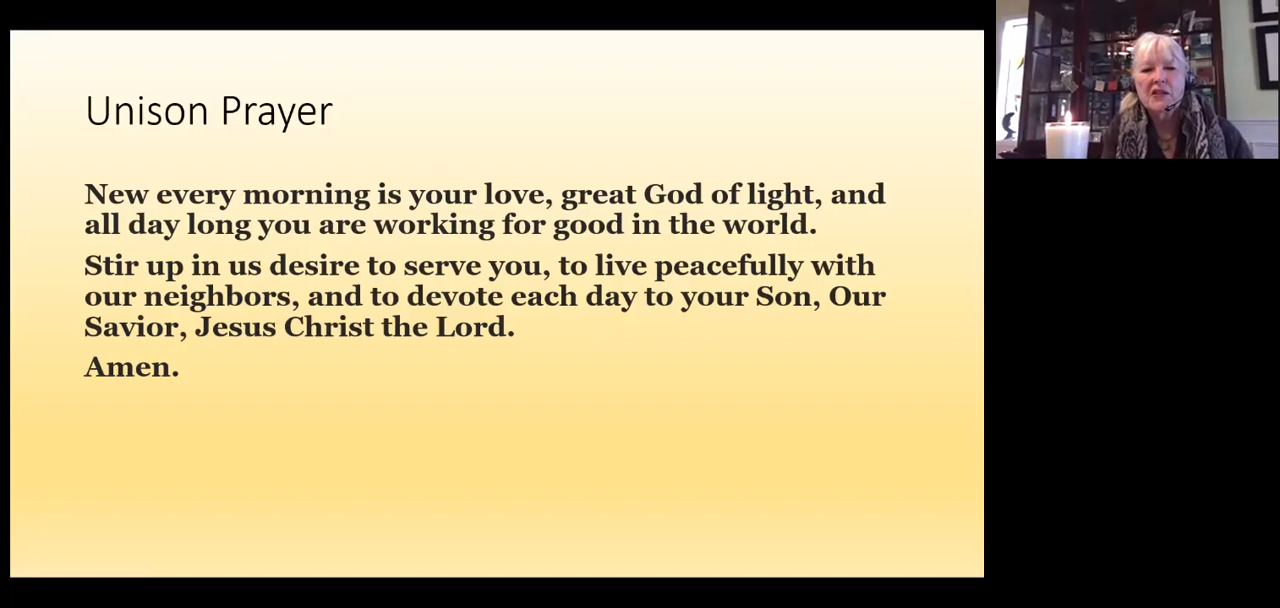 Unison Prayer
New every morning is your love, great God of light, and
all day long you are working for good in the world.
Stir up in us desire to serve you, to live peacefully with
our neighbors, and to devote each day to your Son, Our
Savior, Jesus Christ the Lord.
Amen.